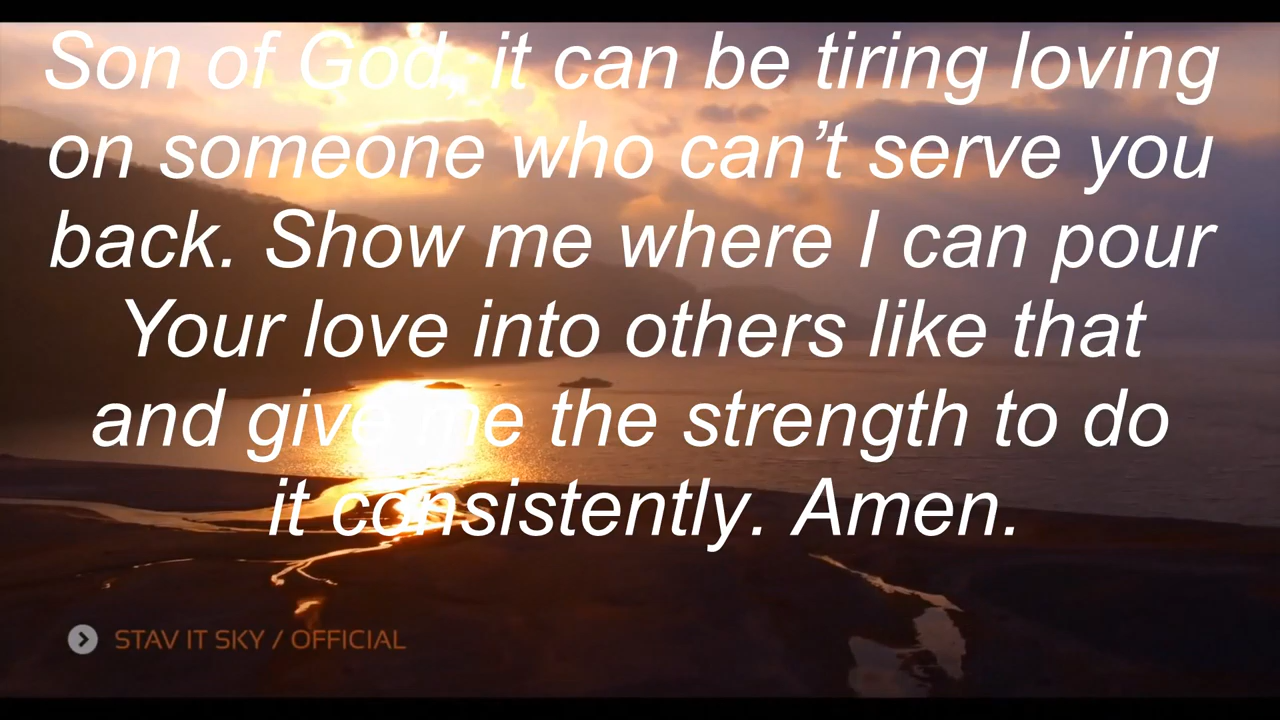 Son of God, it can be tiring loving
on someone who can’t serve you
back. Show me where I can pour
Your love into others like that
and give me the strength to do
it consistently. Amen.
STAV IT SKY / OFFICIAL